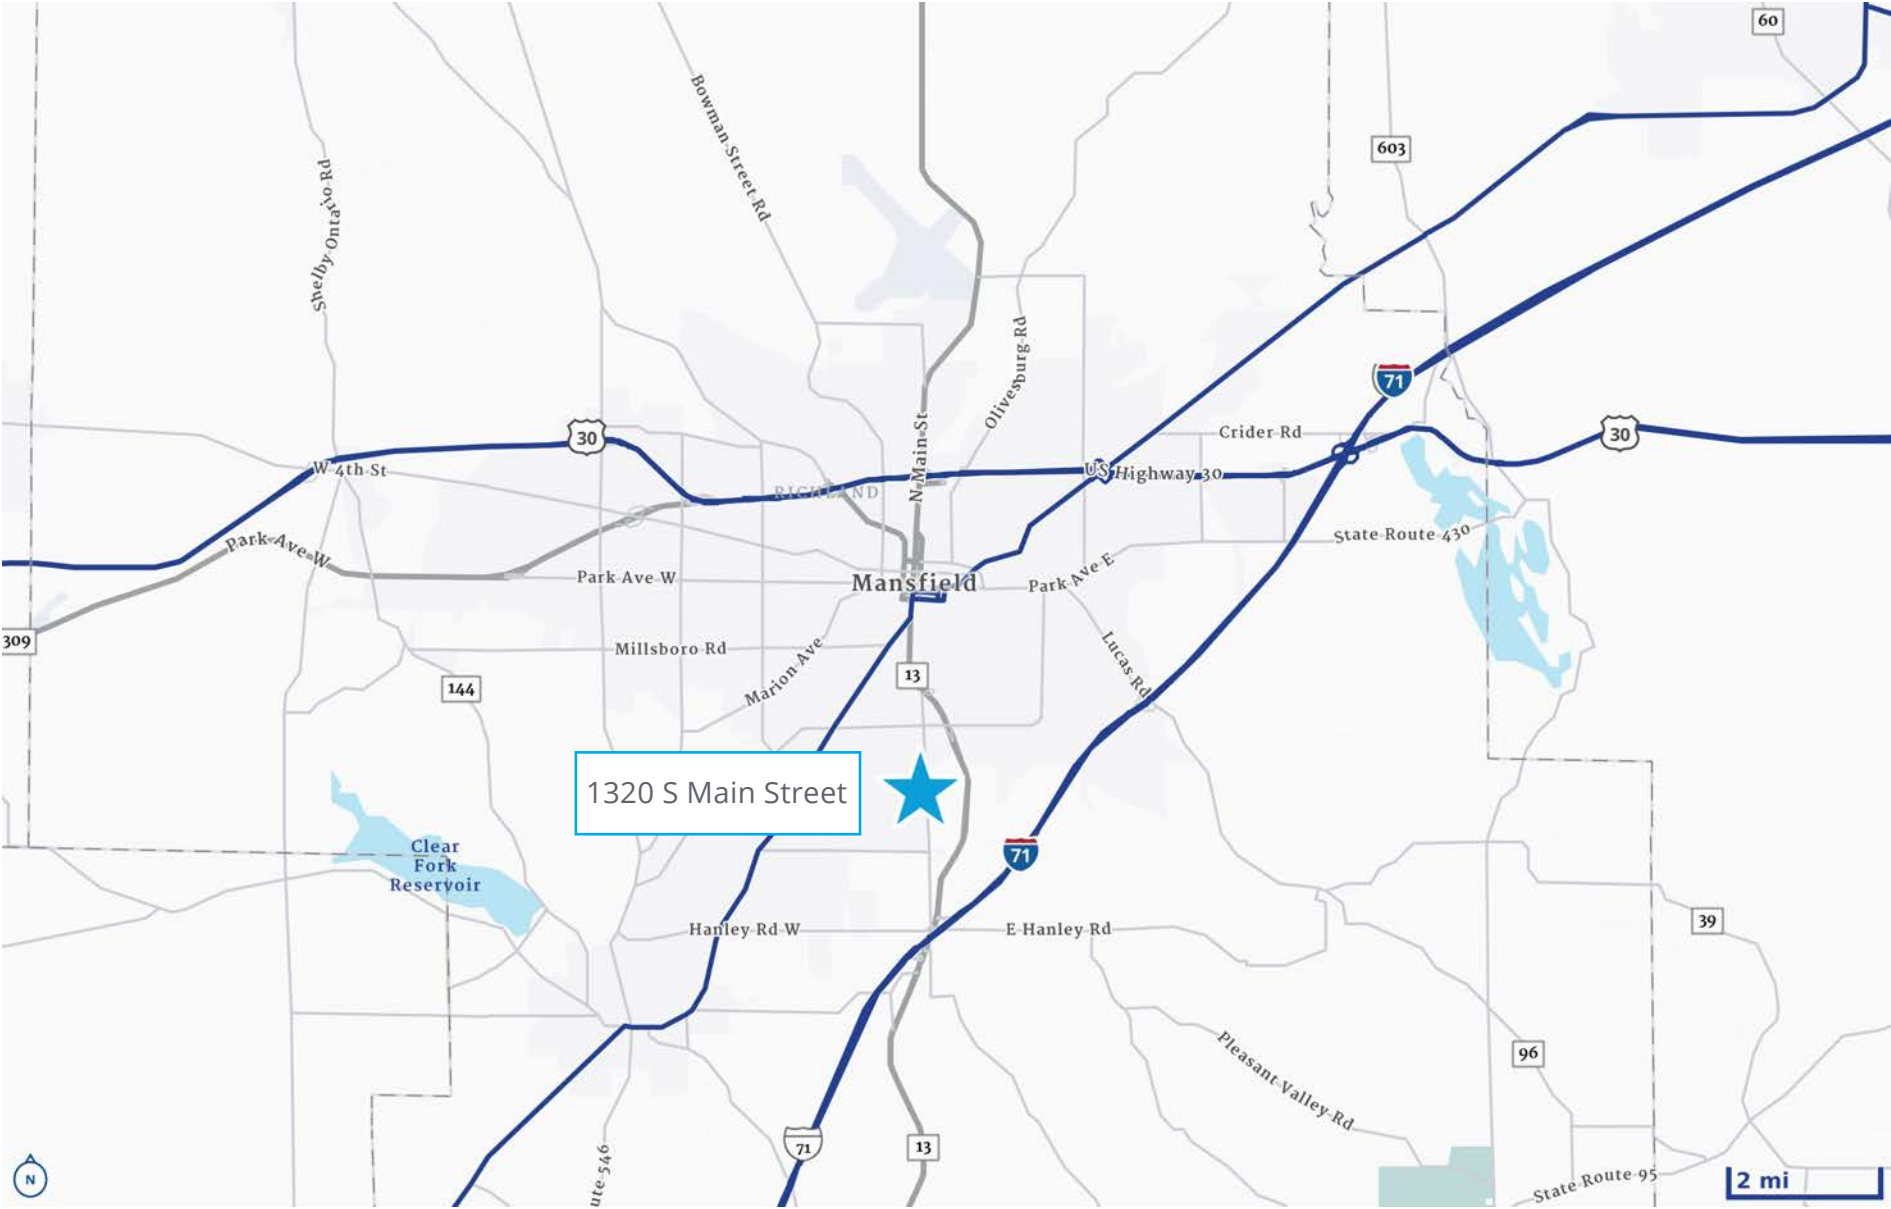 60
Bowman Street Rd
603
Shelby Ontario Rd
Olivesburg Rd
71
N Main St
30
Crider Rd
30
W 4th St
US Highway 30
RICHLAND
State Route 430
Park Ave W
Park Ave W
Mansfield
Park Ave E
309
Millsboro Rd
Marion Ave
Lucas Rd
13
144
1320 S Main Street
71
Clear
Fork
Reservoir
Hanley Rd W
E Hanley Rd
39
96
Pleasant Valley Rd
71
13
ute 546
N
State Route 95
2 mi